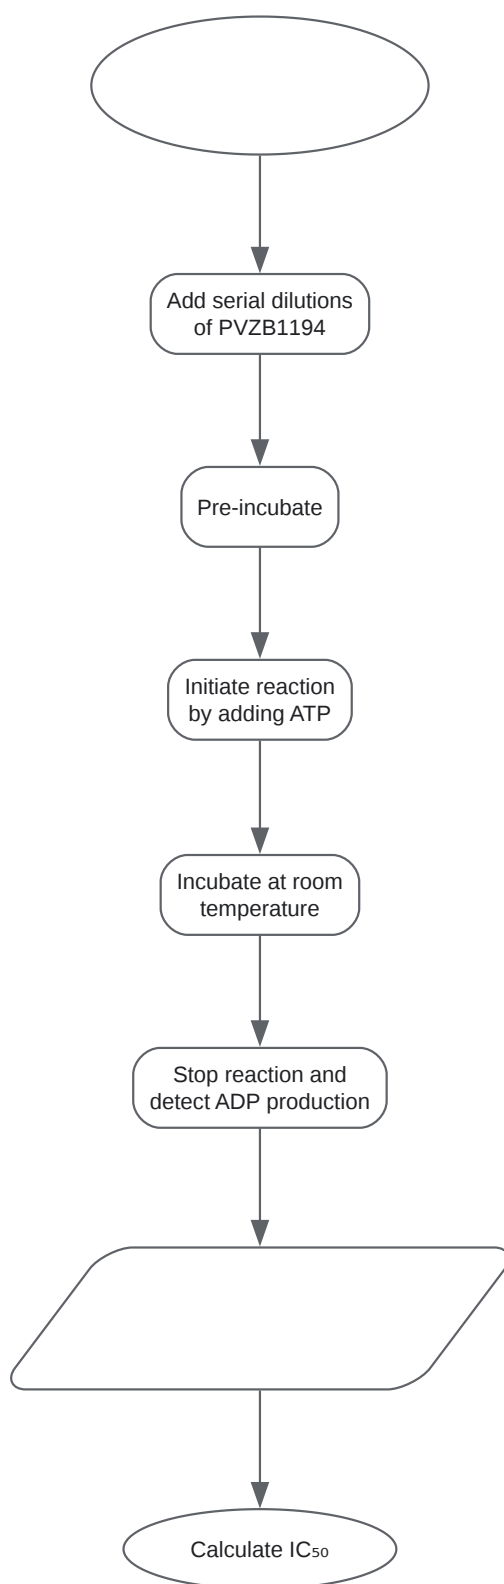 Add serial dilutions
of PVZB1194
Pre-incubate
Initiate reaction
by adding ATP
Incubate at room
temperature
Stop reaction and
detect ADP production
Calculate IC₅₀